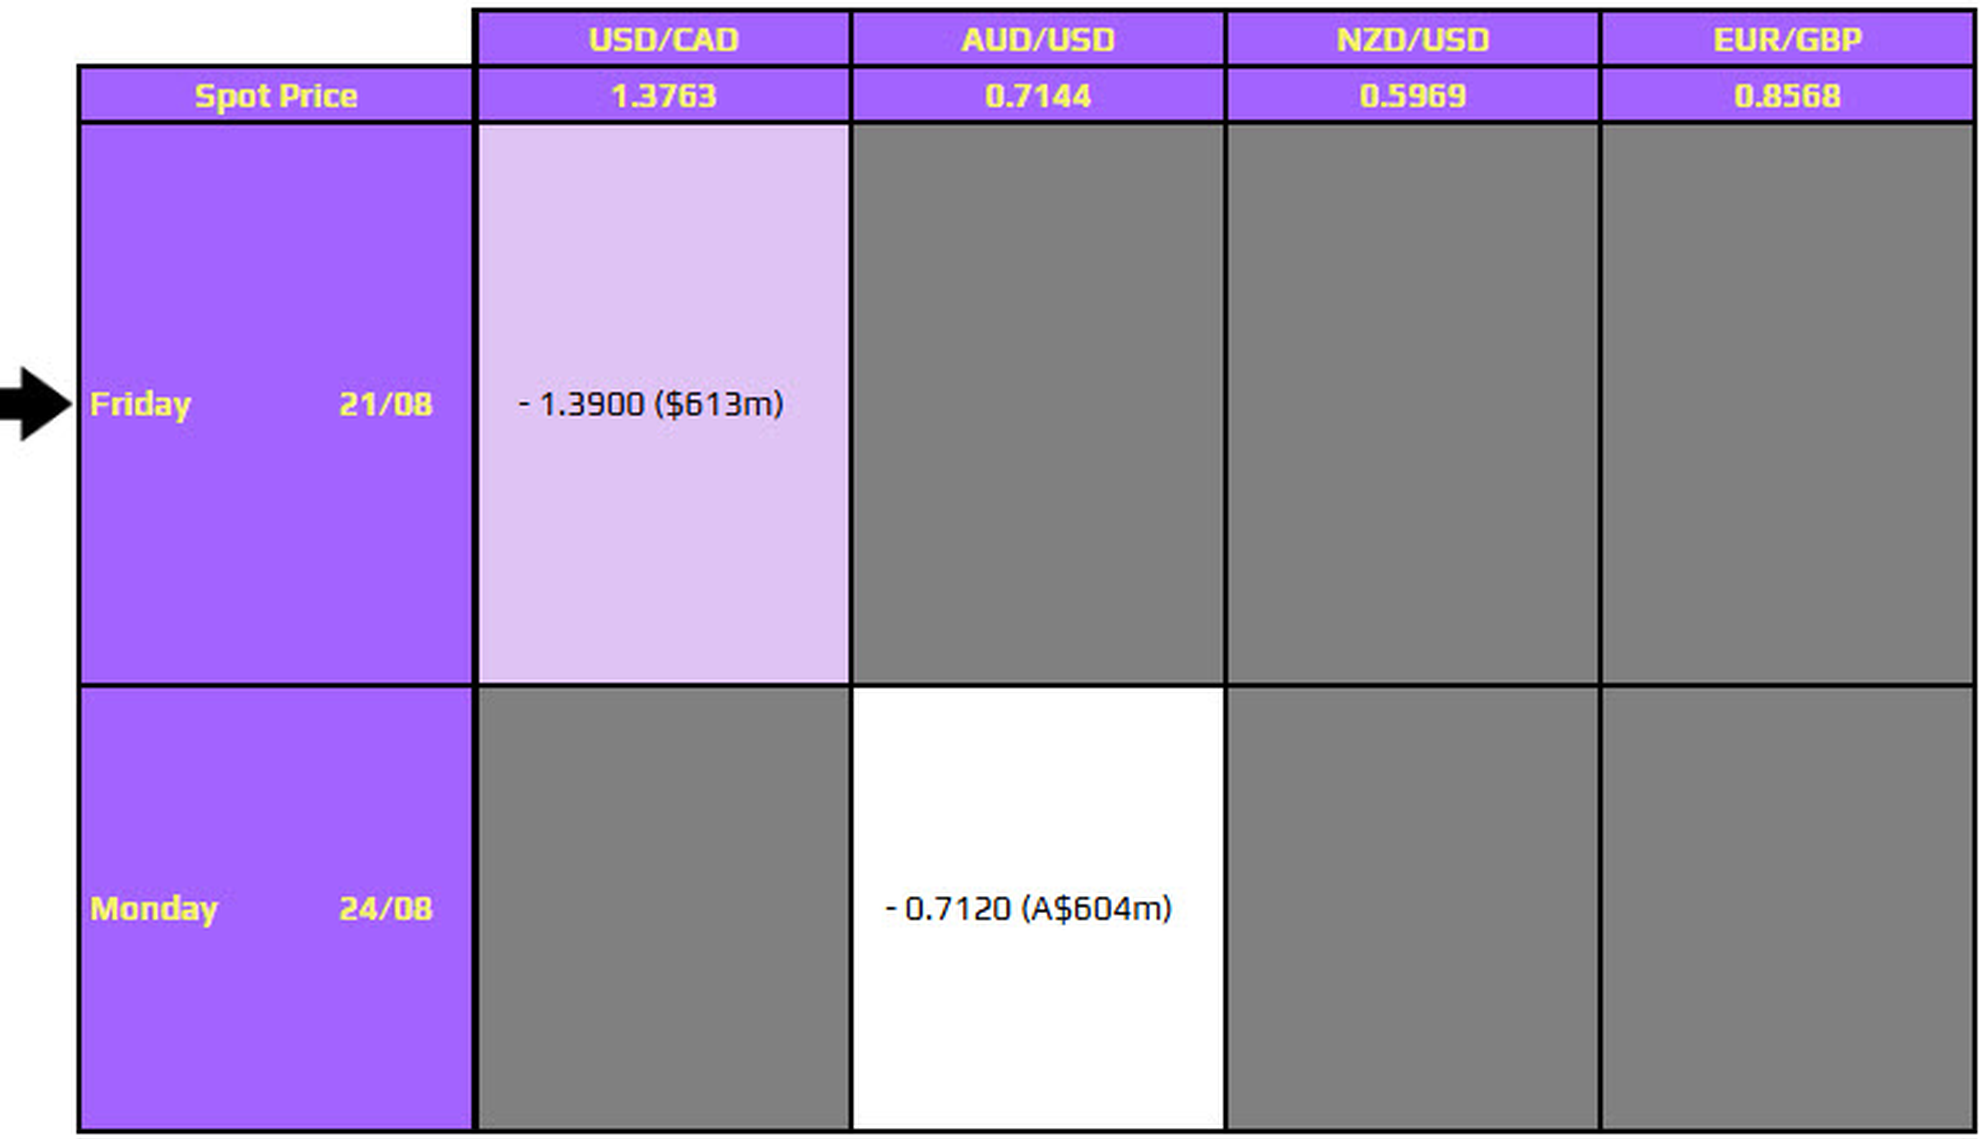 USD/CAD AUD/USD NZD/USD EUR/GBP
Spot Price 1.3763 0.7144 0.5969 0.8568
Friday 21/08 - 1.3900 ($613m)
Monday 24/08 - 0.7120 (A$604m)